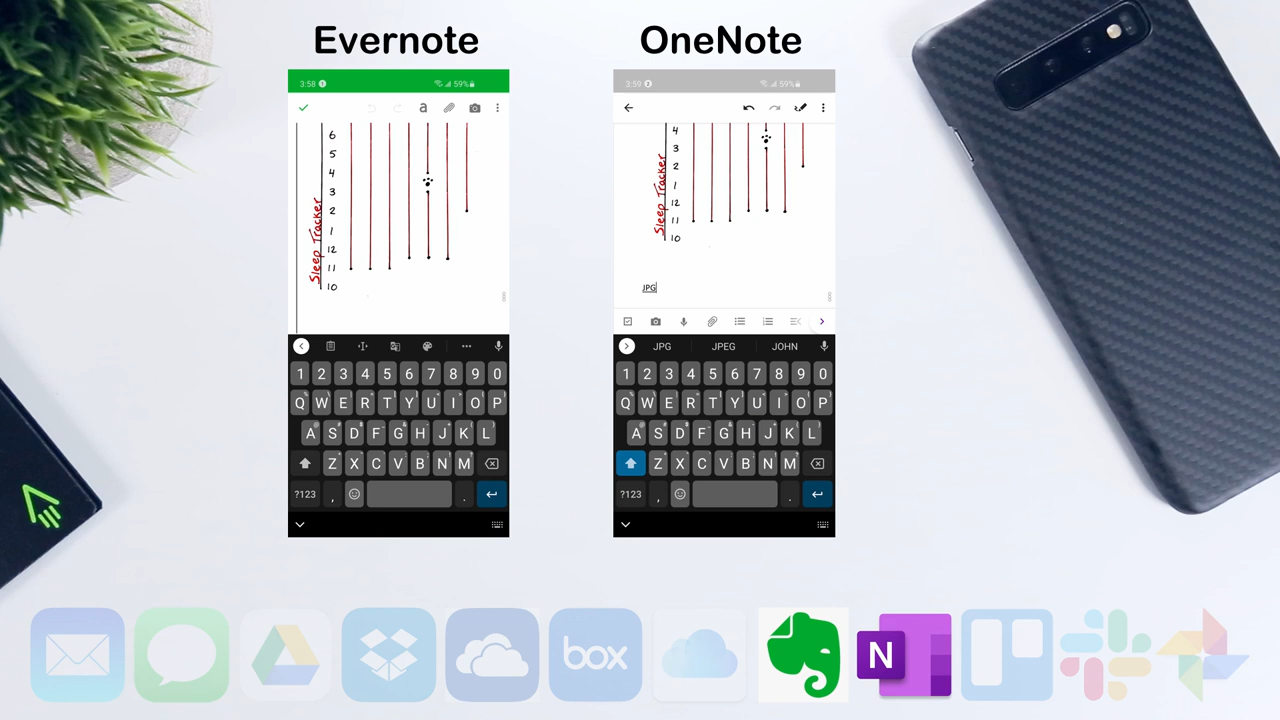 Evernote
OneNote
3:58
59%
a
6
5
4
3
2
1
12
11
10
Sleep Tracker
1 2 3 4 5 6 7 8 9 0
Q W E R T Y U I O P
A S D F G H J K L
Z X C V B N M
?123 , .
3:59
59%
4
3
2
1
12
11
10
Sleep Tracker
JPG
JPG JPEG JOHN
1 2 3 4 5 6 7 8 9 0
Q W E R T Y U I O P
A S D F G H J K L
Z X C V B N M
?123 , .
box
N